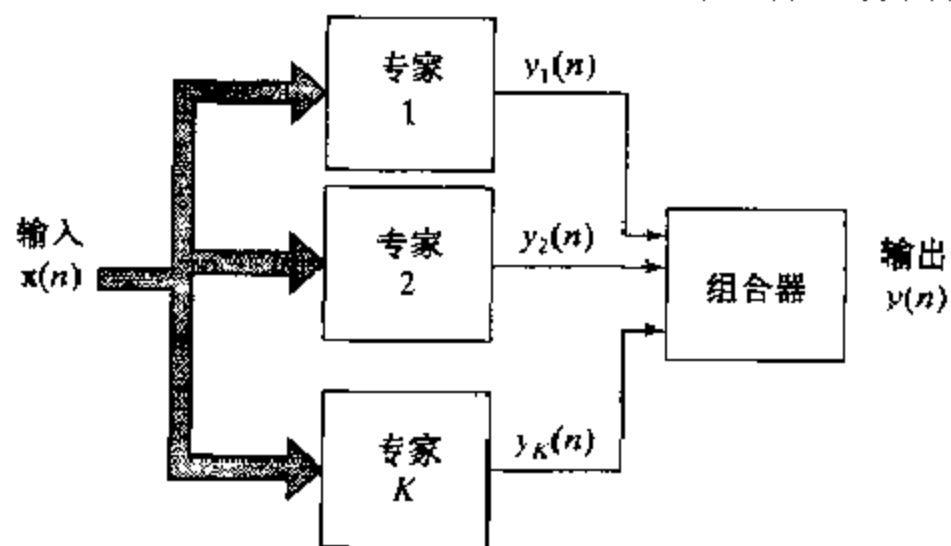 专家
1
y₁(n)
输入
x(n)
专家
2
y₂(n)
组合器
输出
y(n)
专家
K
y_K(n)